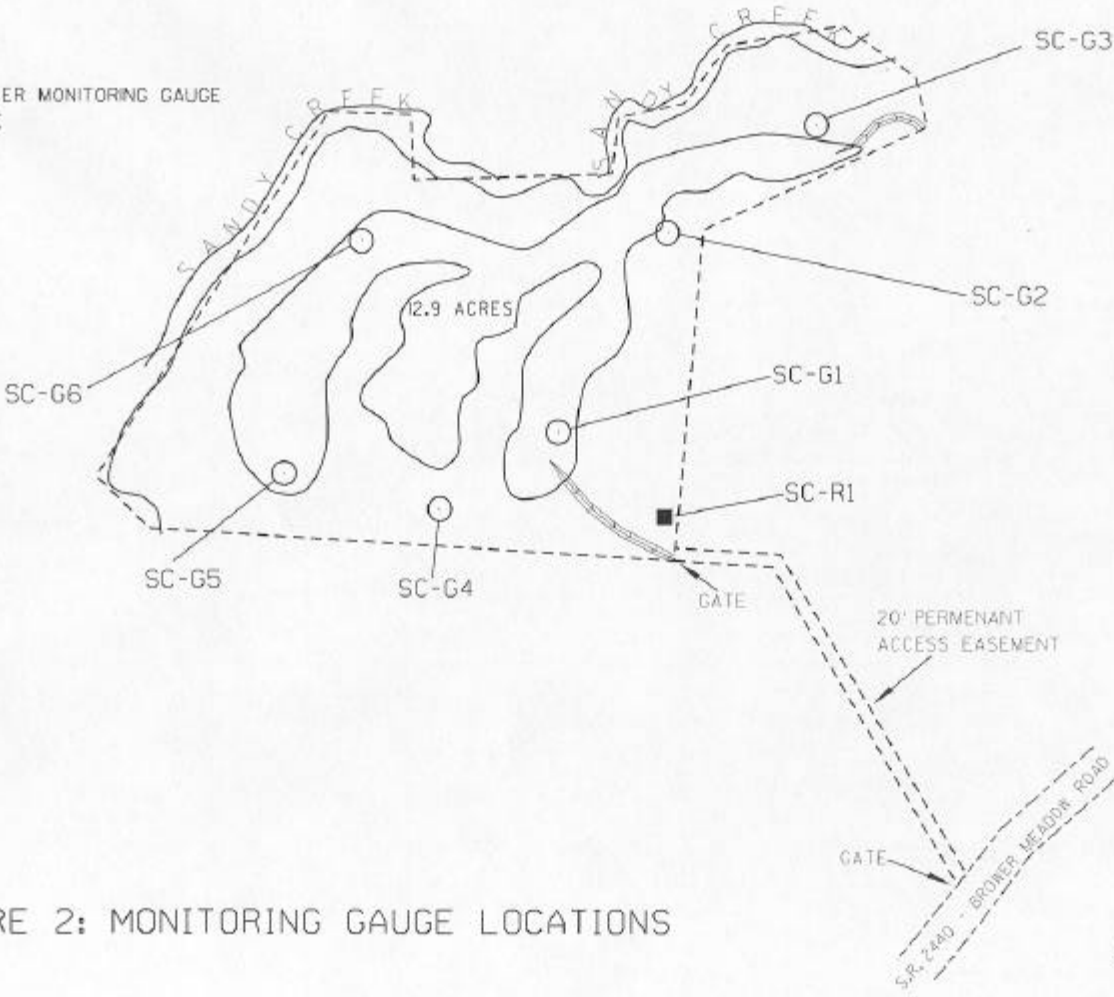 SANDY CREEK
SC-G3
ER MONITORING GAUGE
SANDY CREEK
SC-G2
12.9 ACRES
SC-G6
SC-G1
SC-R1
SC-G5
SC-G4
GATE
20' PERMENANT
ACCESS EASEMENT
S.R. 2440 - BROWER MEADOW ROAD
GATE
RE 2: MONITORING GAUGE LOCATIONS